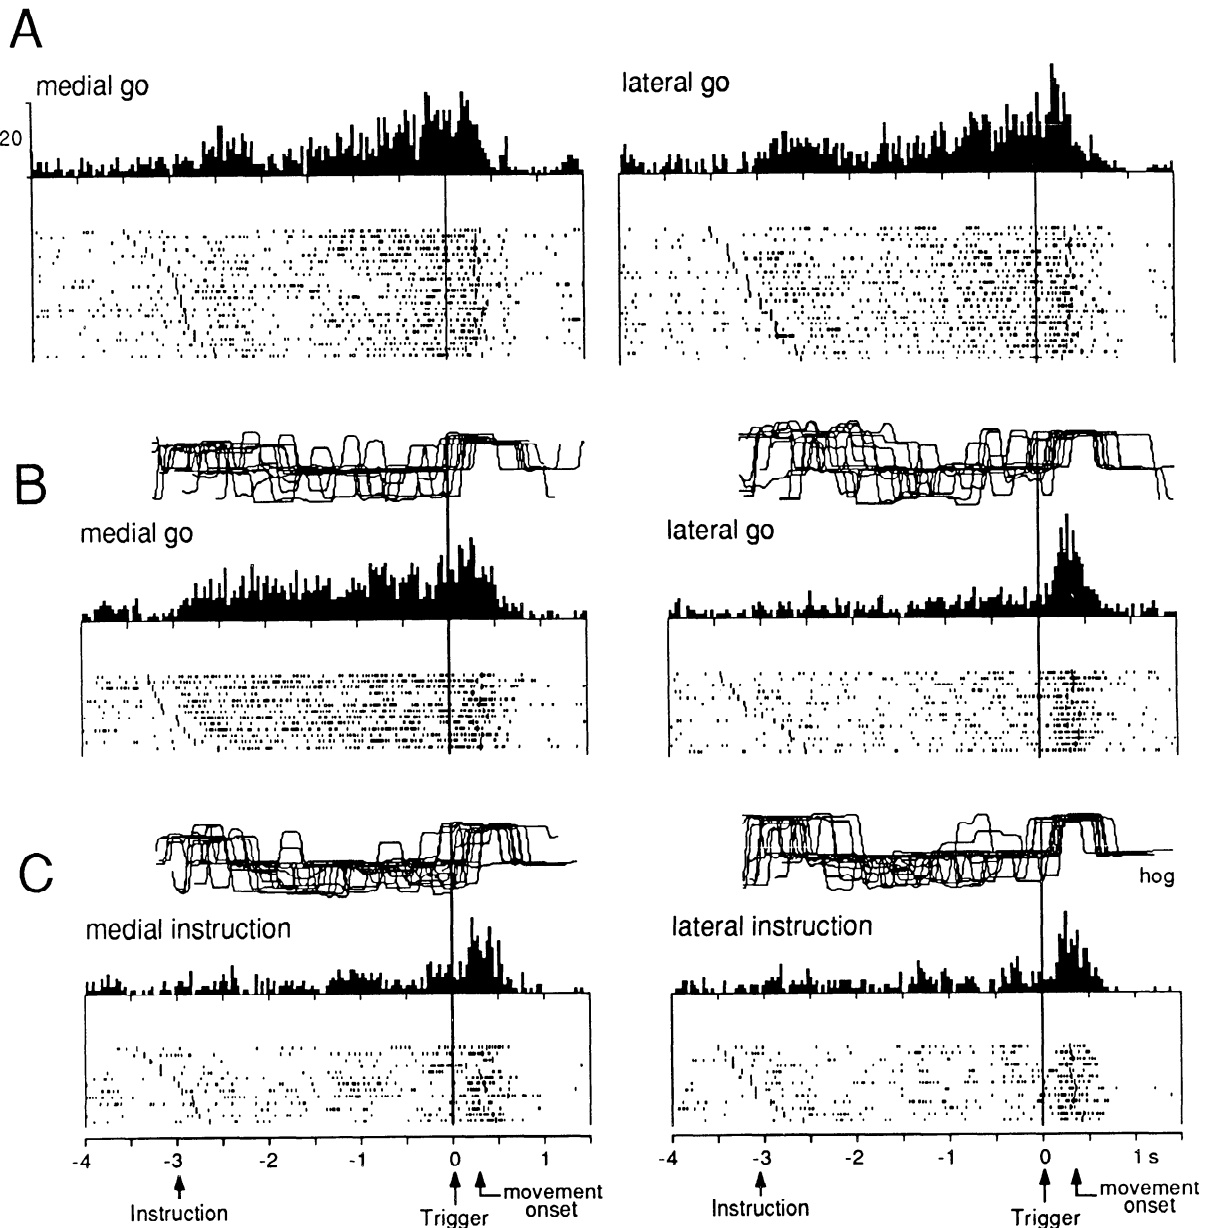 A
medial go
lateral go
20
B
medial go
lateral go
C
hog
medial instruction
lateral instruction
-4 -3 -2 -1 0 1
-4 -3 -2 -1 0 1 s
Instruction
Trigger
movement
onset
Instruction
Trigger
movement
onset